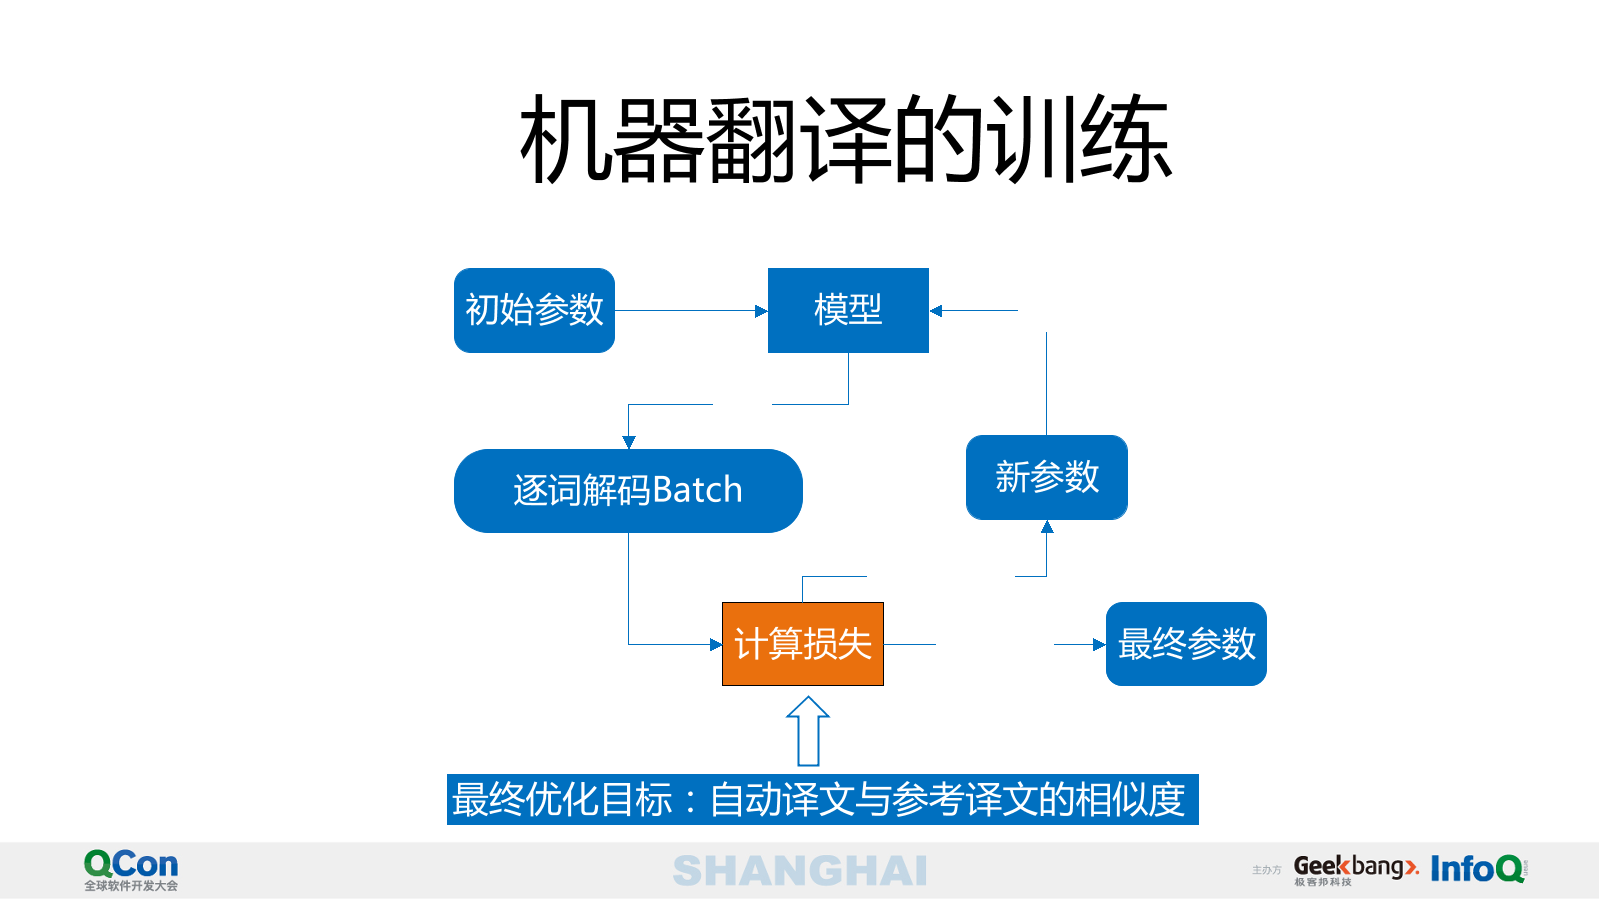 机器翻译的训练
初始参数
模型
逐词解码Batch
新参数
计算损失
最终参数
最终优化目标：自动译文与参考译文的相似度
QCon
全球软件开发大会
SHANGHAI
主办方
Geekbang>.
极客邦科技
InfoQ